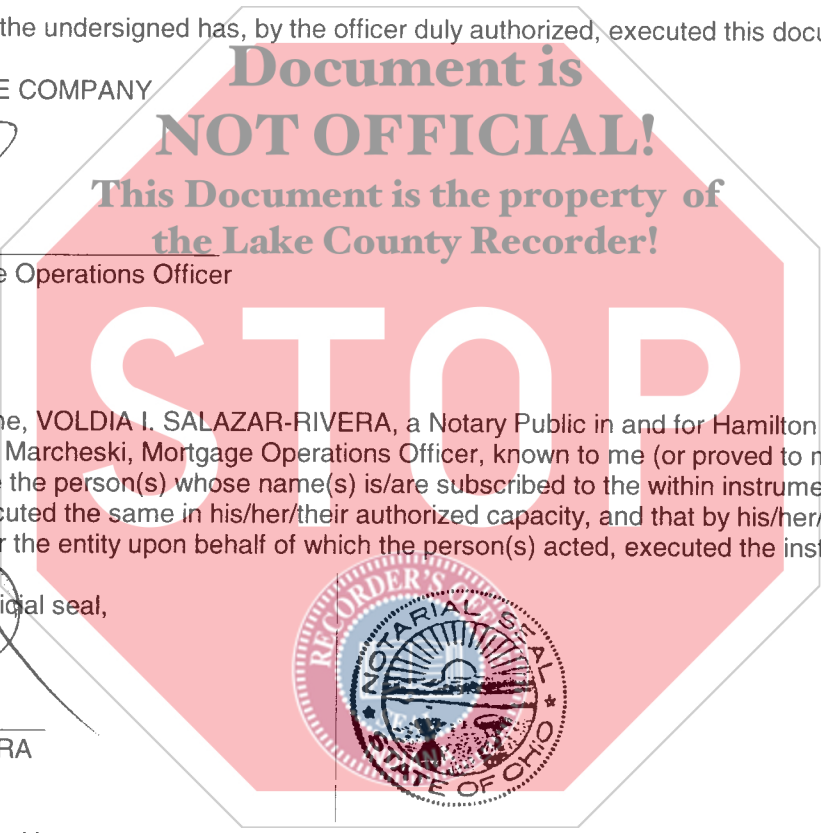 the undersigned has, by the officer duly authorized, executed this docu
Document is
E COMPANY
NOT OFFICIAL!
This Document is the property of
the Lake County Recorder!
e Operations Officer
STOP
ne, VOLDIA I. SALAZAR-RIVERA, a Notary Public in and for Hamilton
Marcheski, Mortgage Operations Officer, known to me (or proved to m
e the person(s) whose name(s) is/are subscribed to the within instrume
cuted the same in his/her/their authorized capacity, and that by his/her/
r the entity upon behalf of which the person(s) acted, executed the inst
icial seal,
RECORDER'S
NOTARIAL SEAL
STATE OF OHIO
RA